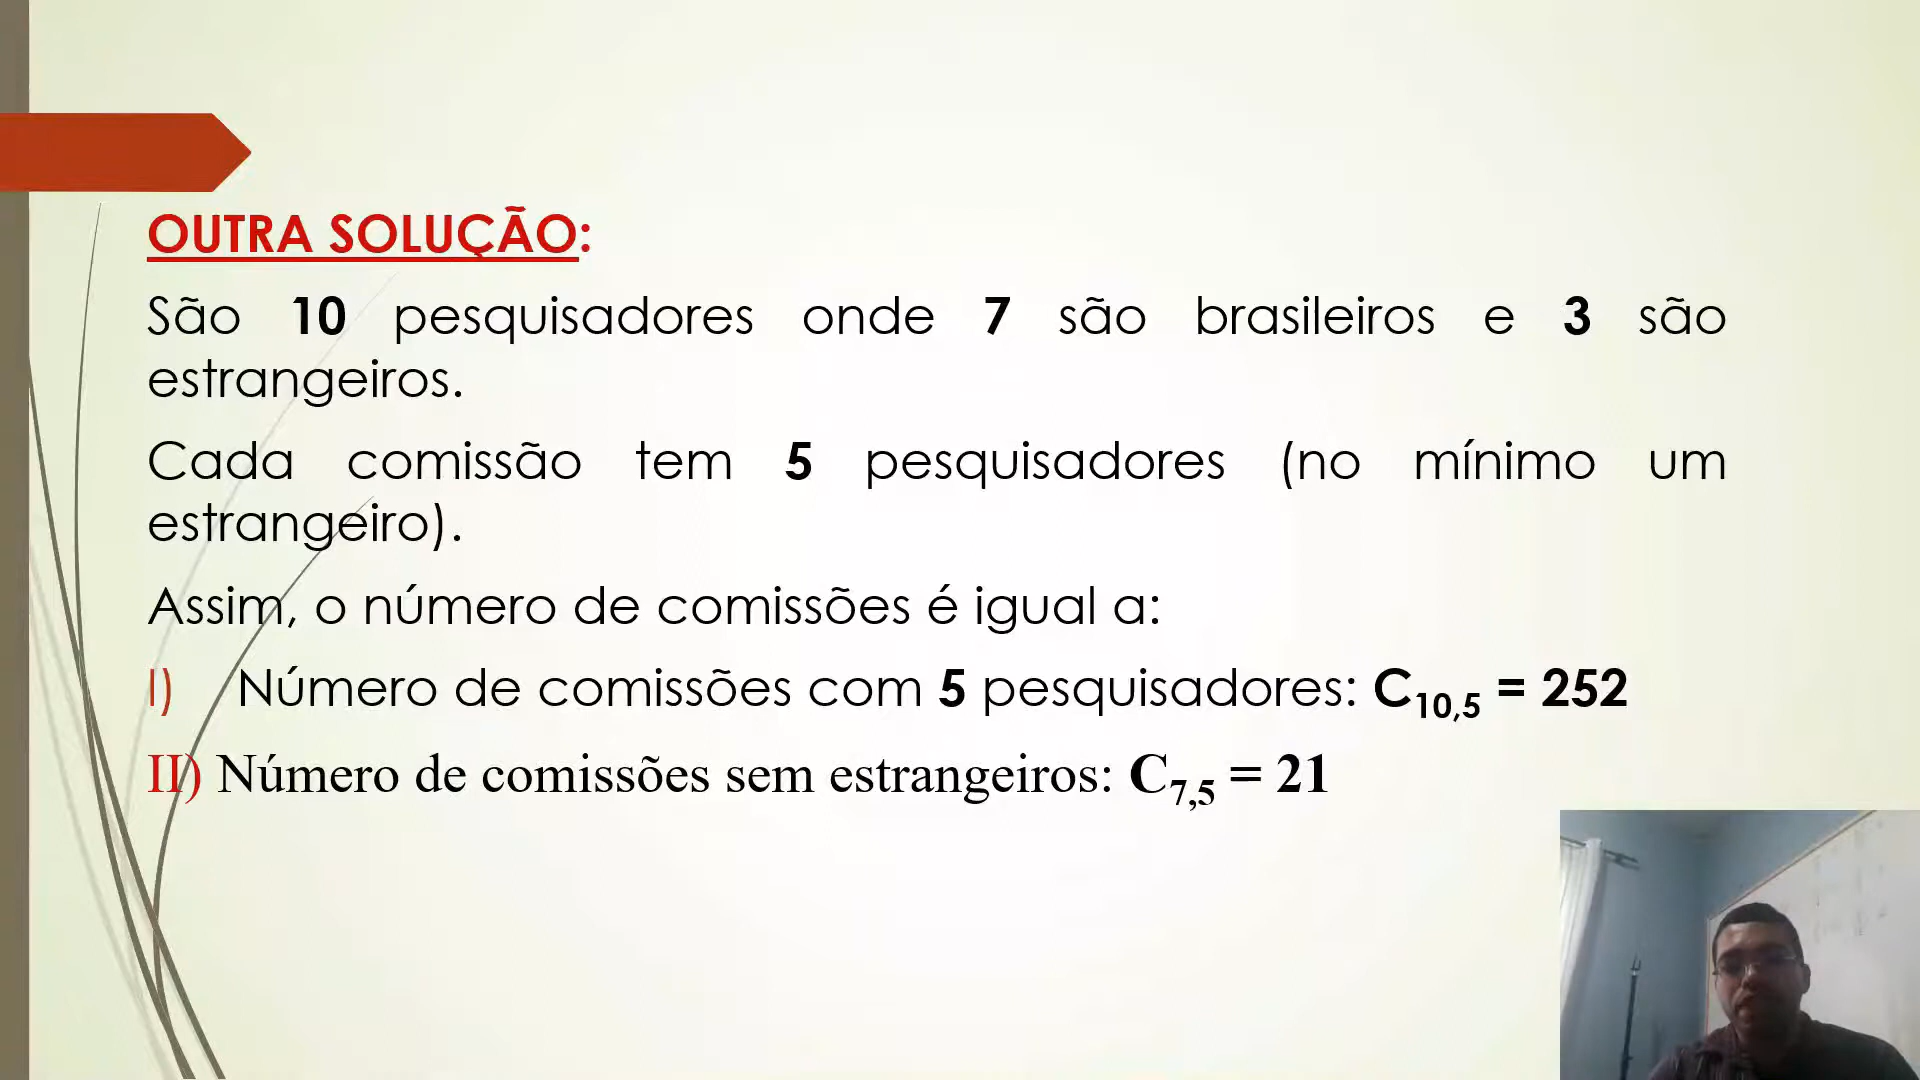 OUTRA SOLUÇÃO:
São 10 pesquisadores onde 7 são brasileiros e 3 são
estrangeiros.
Cada comissão tem 5 pesquisadores (no mínimo um
estrangeiro).
Assim, o número de comissões é igual a:
I) Número de comissões com 5 pesquisadores: C10,5 = 252
II) Número de comissões sem estrangeiros: C7,5 = 21